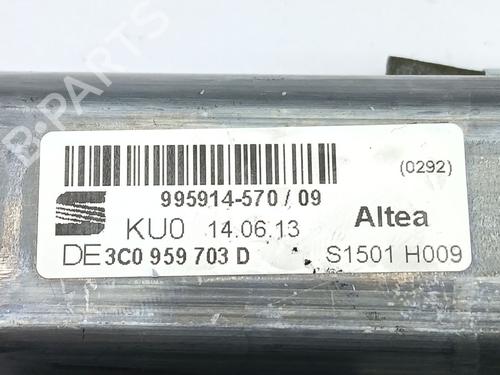 B-PARTS
(0292)
995914-570 / 09
KU0 14.06.13 Altea
DE 3C0 959 703 D S1501 H009